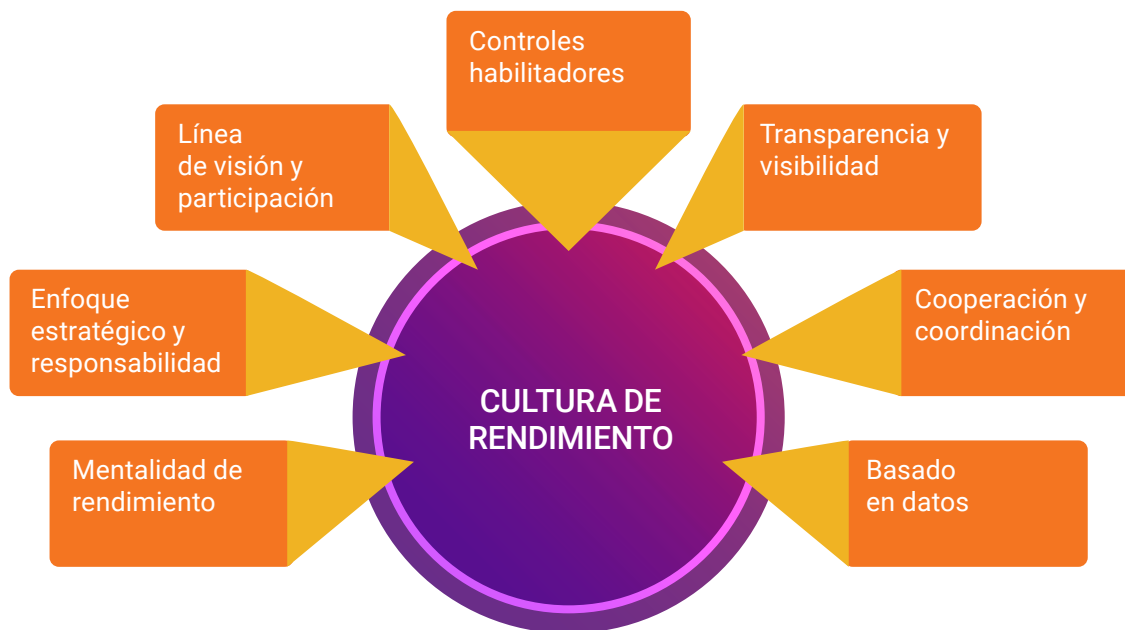 Controles
habilitadores
Línea
de visión y
participación
Transparencia y
visibilidad
Enfoque
estratégico y
responsabilidad
Cooperación y
coordinación
CULTURA DE
RENDIMIENTO
Mentalidad de
rendimiento
Basado
en datos